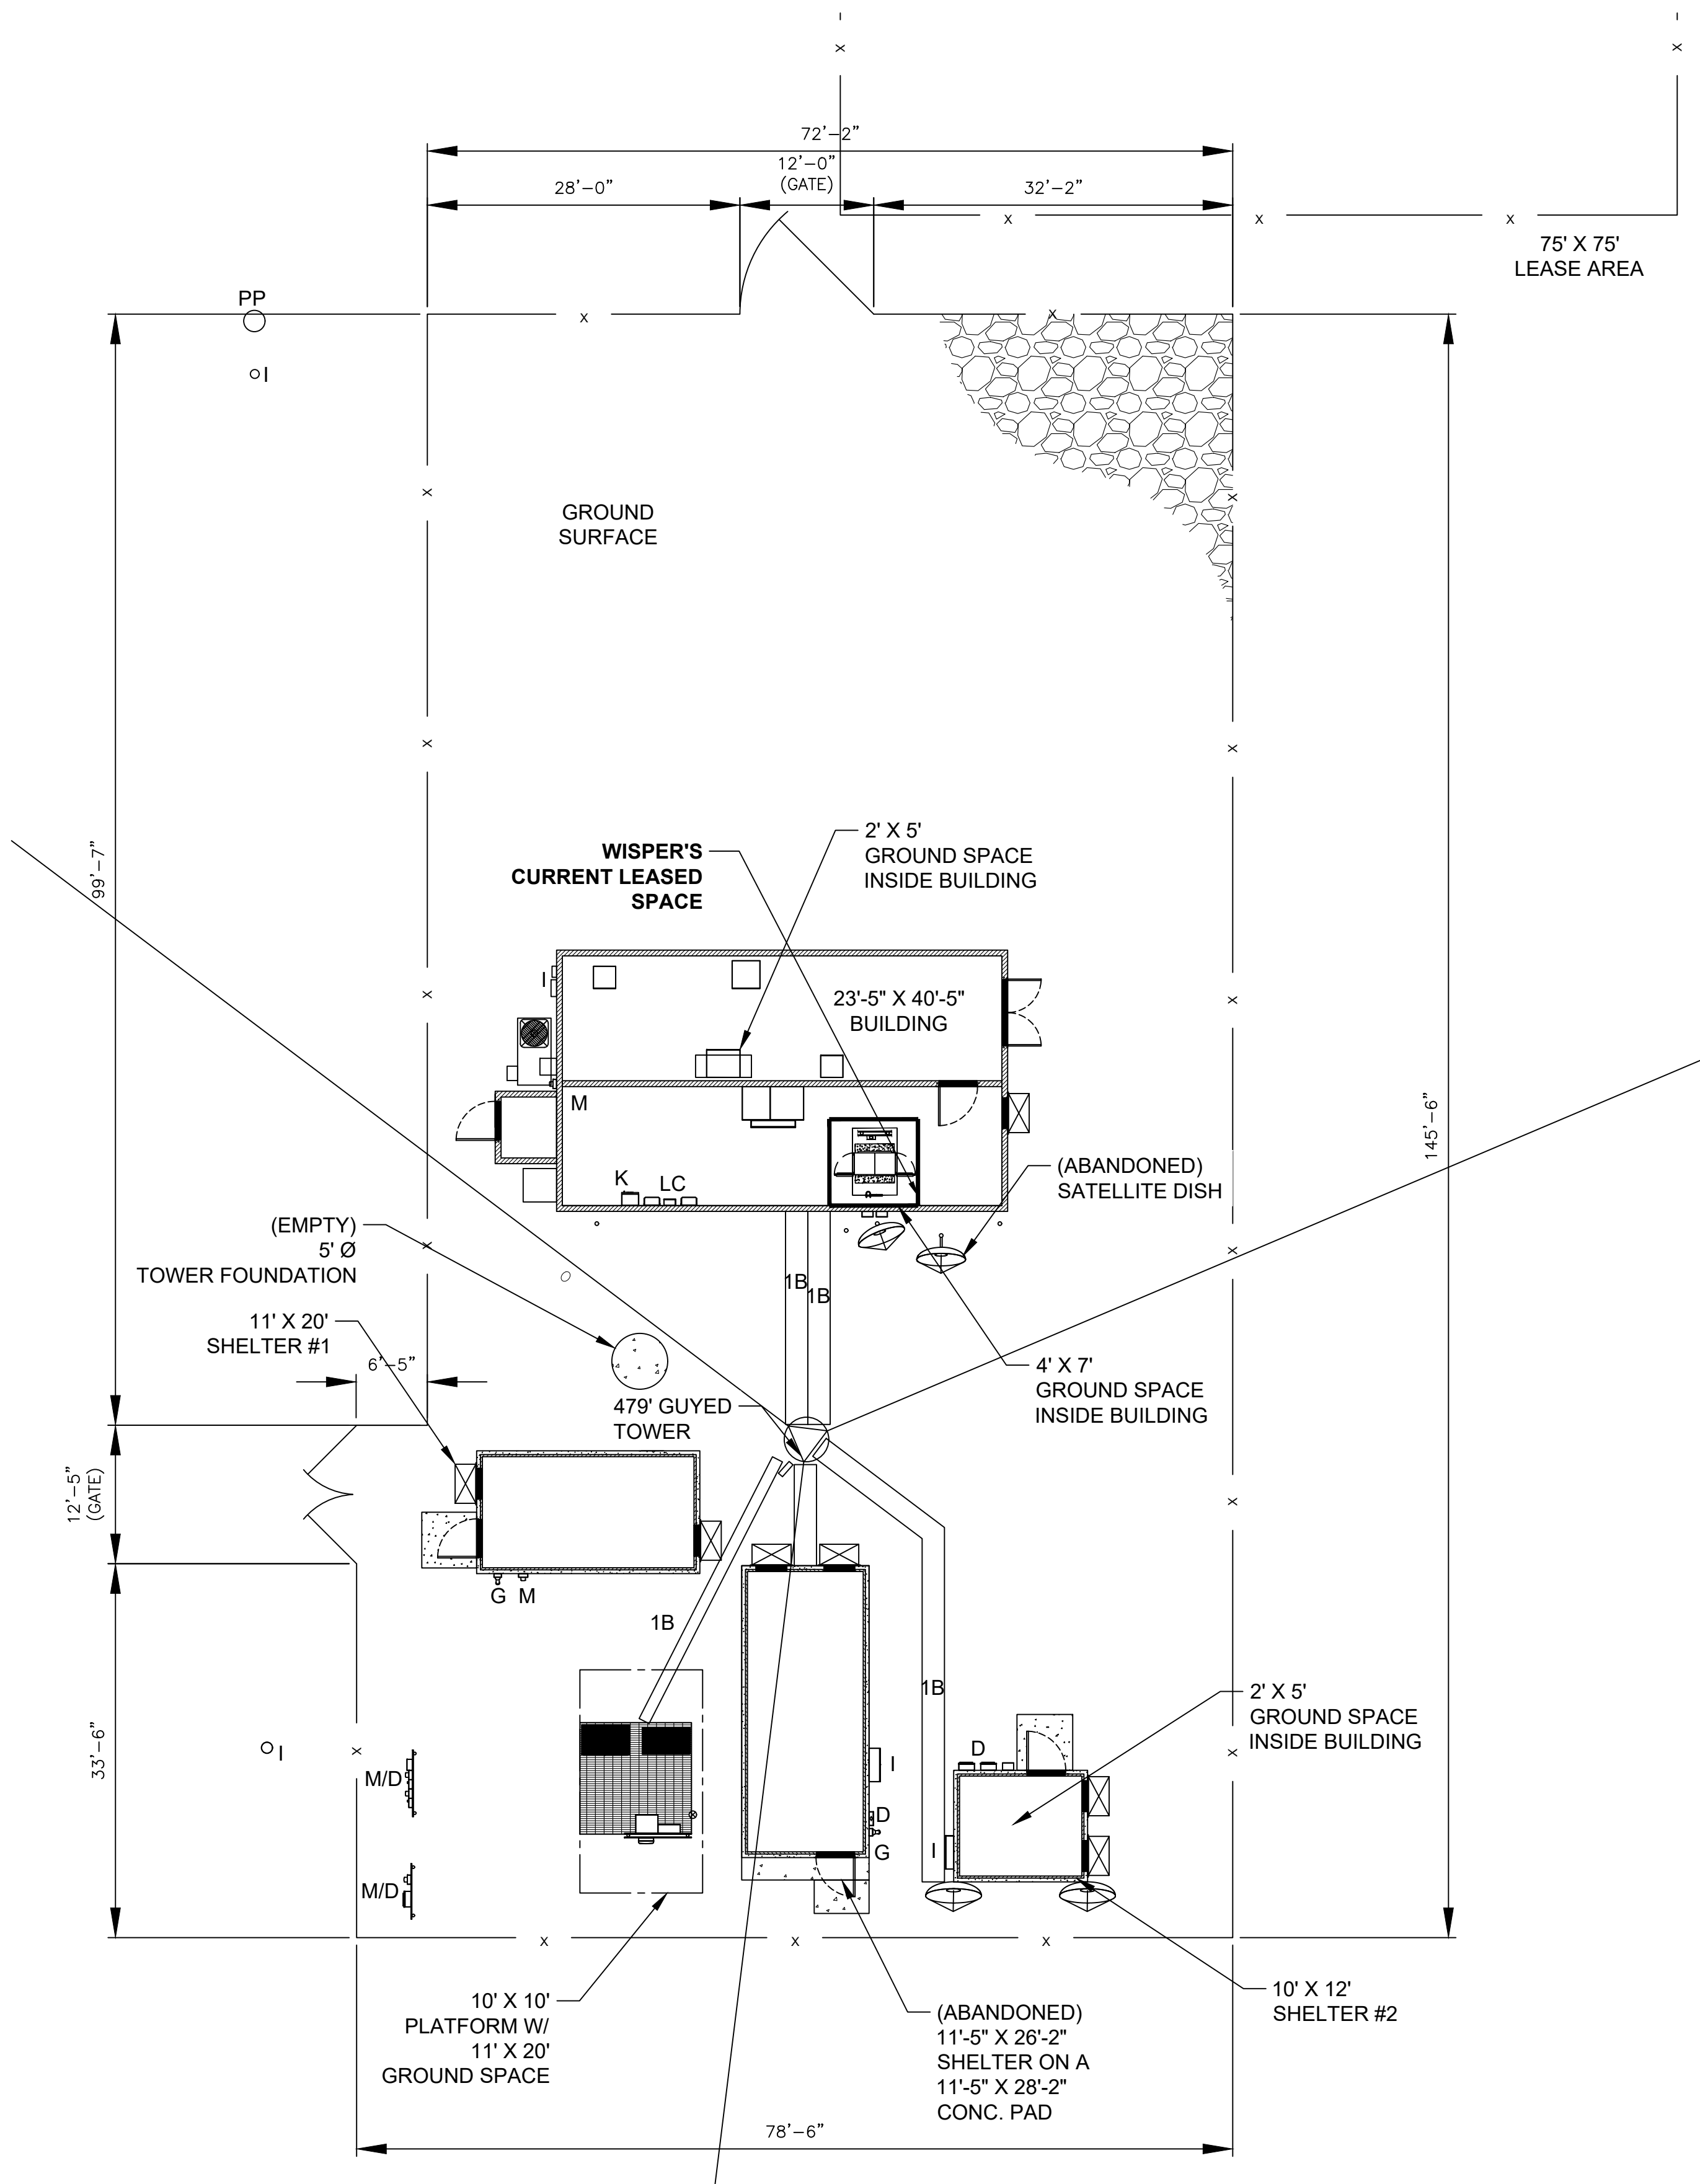 72'-2"
12'-0"
(GATE)
28'-0"
32'-2"
75' X 75'
LEASE AREA
PP
I
GROUND
SURFACE
99'-7"
145'-6"
2' X 5'
GROUND SPACE
INSIDE BUILDING
WISPER'S
CURRENT LEASED
SPACE
I
23'-5" X 40'-5"
BUILDING
M
K
LC
(ABANDONED)
SATELLITE DISH
(EMPTY)
5' Ø
TOWER FOUNDATION
1B
1B
11' X 20'
SHELTER #1
6'-5"
4' X 7'
GROUND SPACE
INSIDE BUILDING
479' GUYED
TOWER
12'-5"
(GATE)
G
M
1B
1B
2' X 5'
GROUND SPACE
INSIDE BUILDING
33'-6"
I
M/D
I
D
D
G
I
M/D
10' X 10'
PLATFORM W/
11' X 20'
GROUND SPACE
(ABANDONED)
11'-5" X 26'-2"
SHELTER ON A
11'-5" X 28'-2"
CONC. PAD
10' X 12'
SHELTER #2
78'-6"